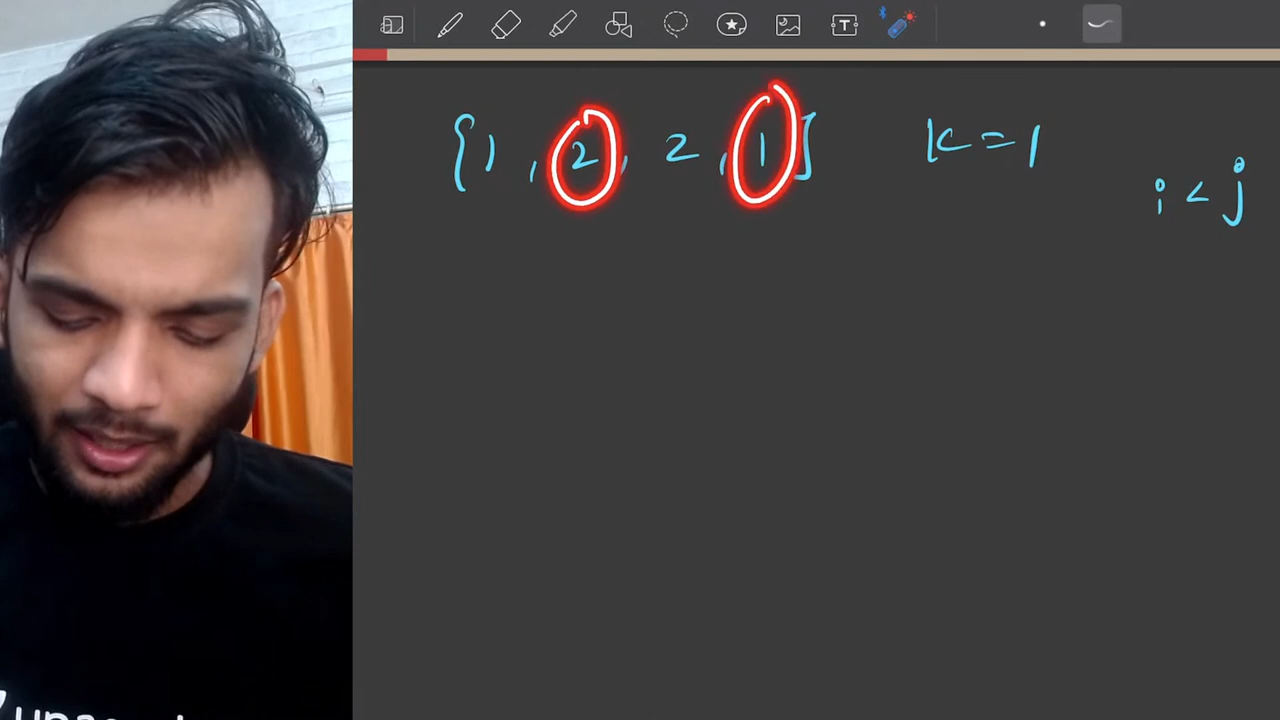 {1, 2, 2, 1]
k=1
i < j
T